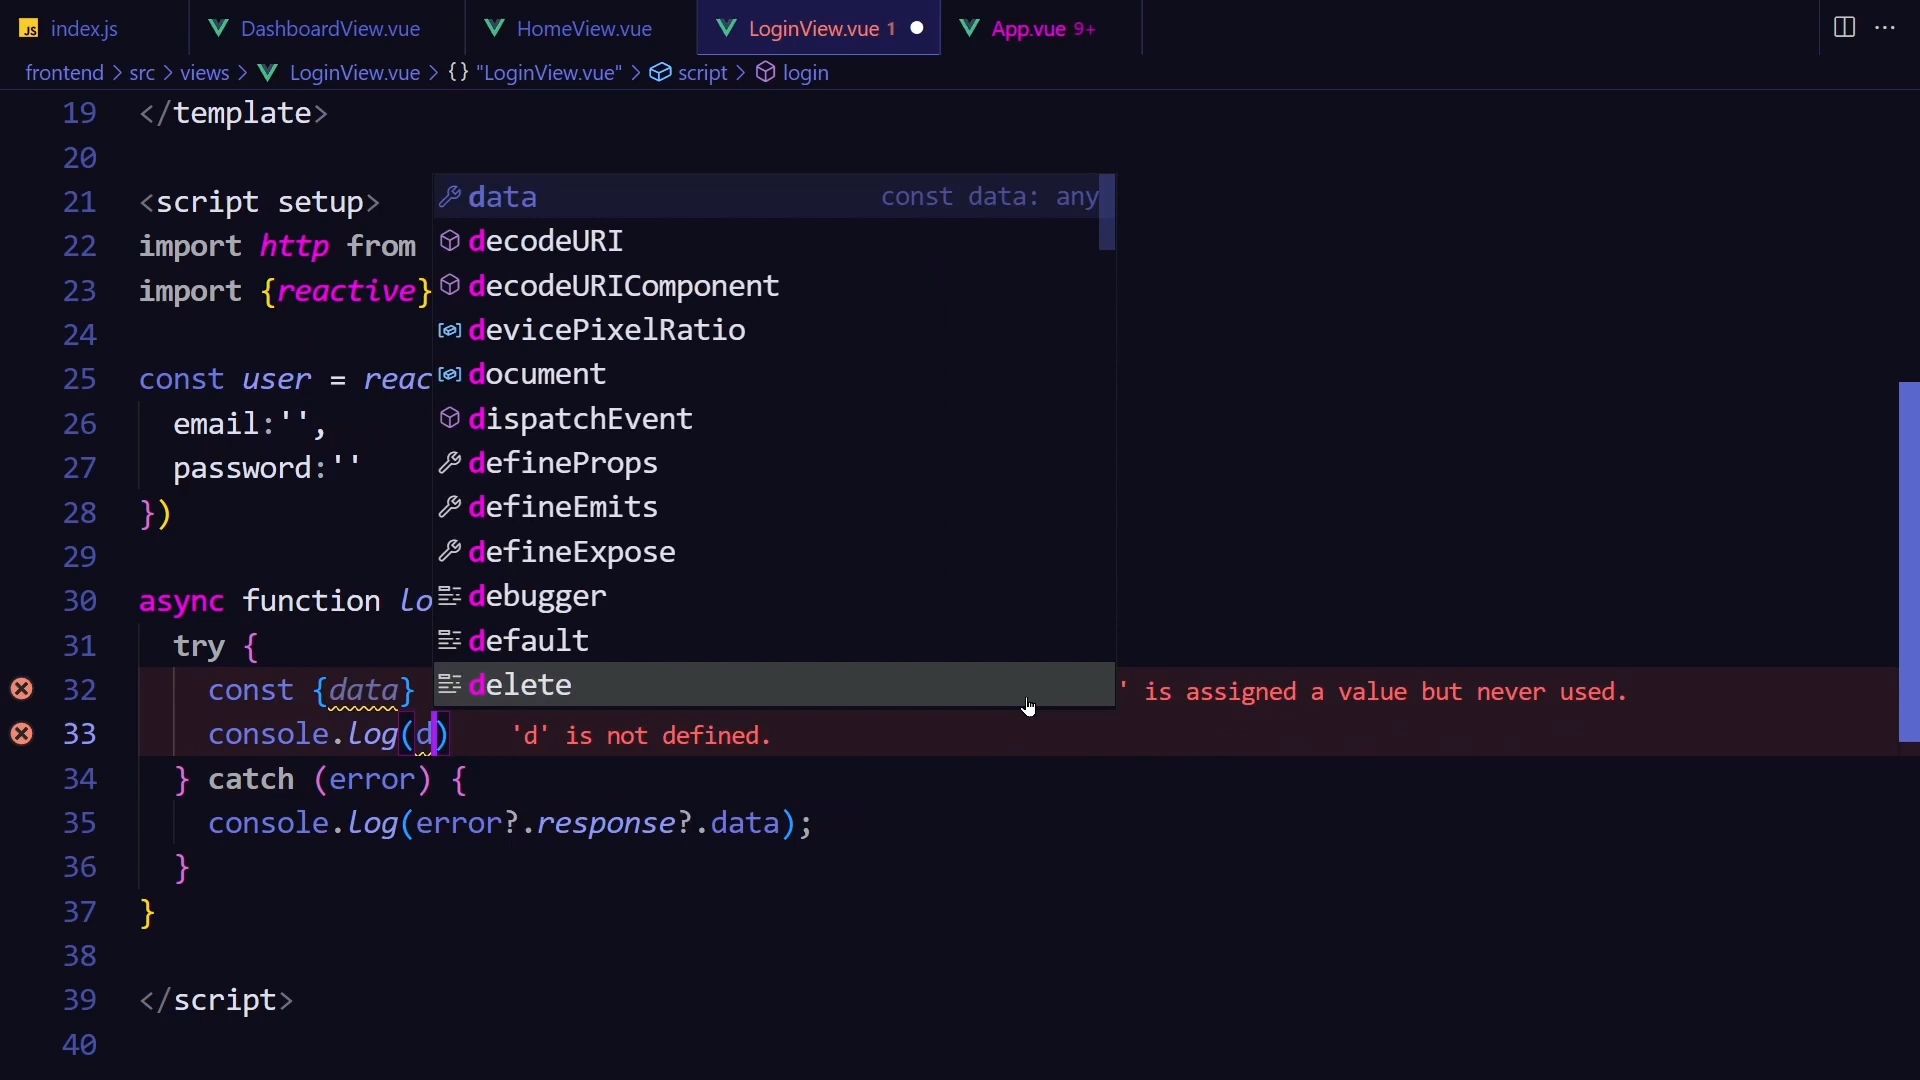 index.js DashboardView.vue HomeView.vue LoginView.vue 1 App.vue 9+
frontend > src > views > LoginView.vue > {} "LoginView.vue" > script > login
19 </template>
20
21 <script setup>
22 import http from
23 import {reactive}
24
25 const user = reac
26 email:'',
27 password:''
28 })
29
30 async function lo
31 try {
32 const {data} ' is assigned a value but never used.
33 console.log(d) 'd' is not defined.
34 } catch (error) {
35 console.log(error?.response?.data);
36 }
37 }
38
39 </script>
40
data const data: any
decodeURI
decodeURIComponent
devicePixelRatio
document
dispatchEvent
defineProps
defineEmits
defineExpose
debugger
default
delete